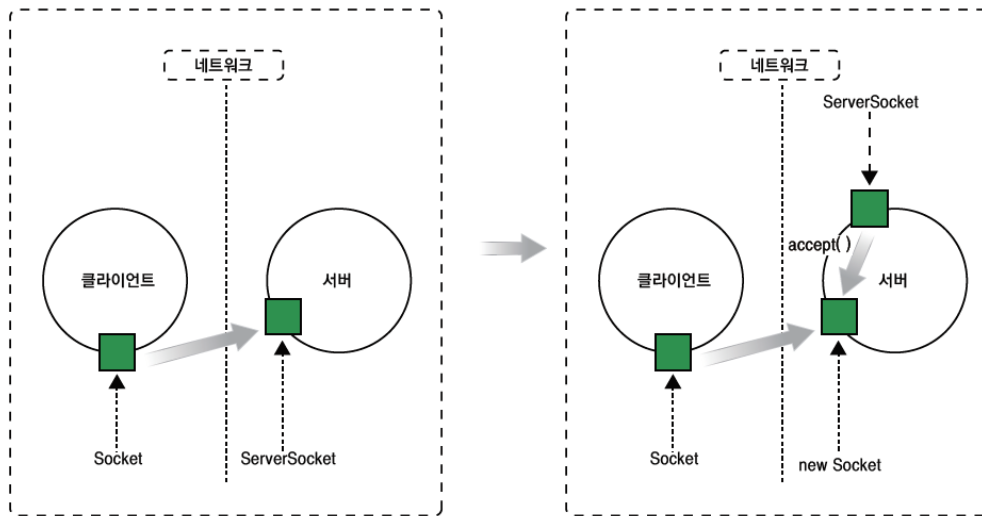 네트워크
클라이언트
서버
Socket
ServerSocket
네트워크
ServerSocket
accept( )
클라이언트
서버
Socket
new Socket